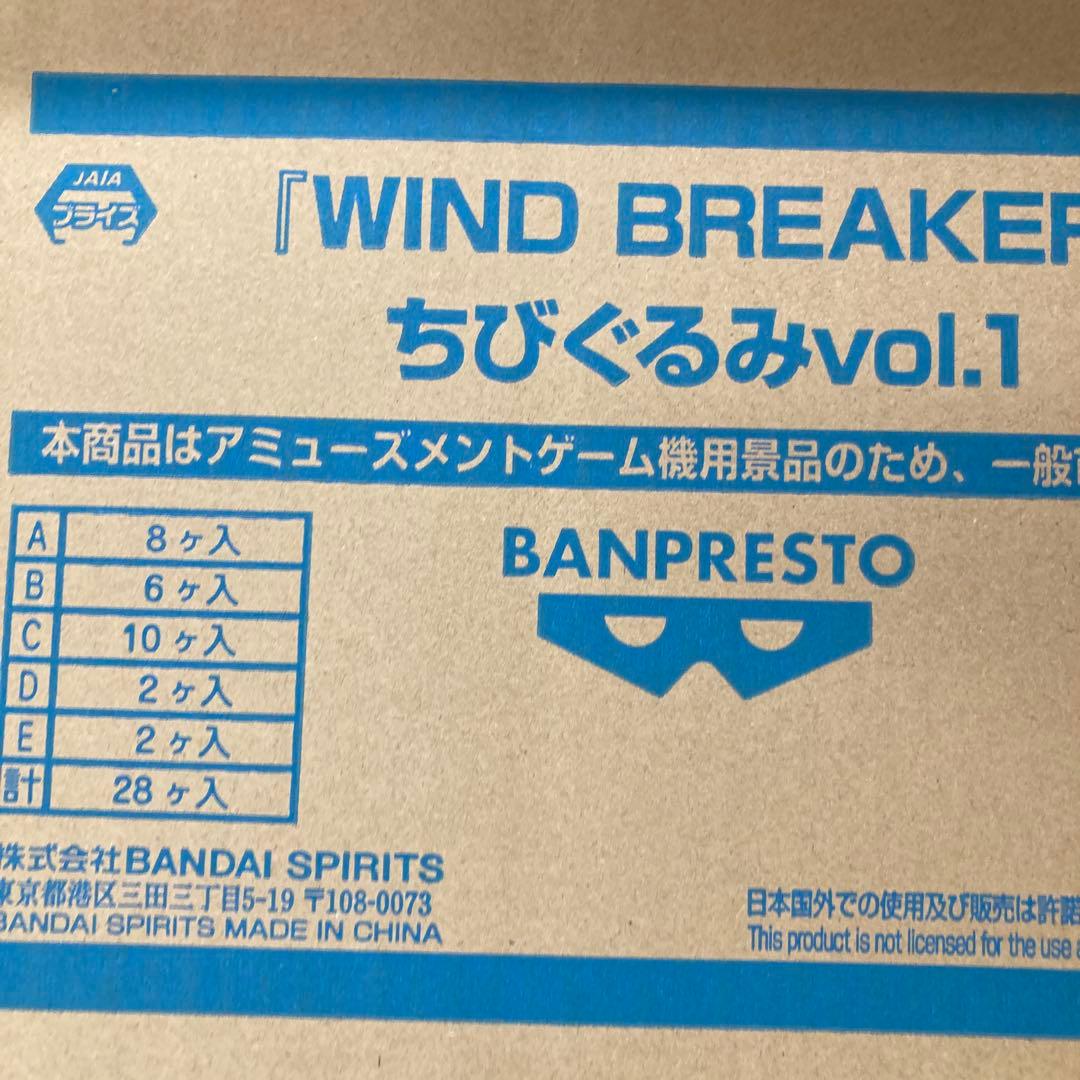 JAIA
プライズ
『WIND BREAKER
ちびぐるみvol.1
本商品はアミューズメントゲーム機用景品のため、一般
A 8ヶ入
B 6ヶ入
C 10ヶ入
D 2ヶ入
E 2ヶ入
計 28ヶ入
BANPRESTO
株式会社BANDAI SPIRITS
東京都港区三田三丁目5-19 〒108-0073
BANDAI SPIRITS MADE IN CHINA
日本国外での使用及び販売は許諾
This product is not licensed for the use